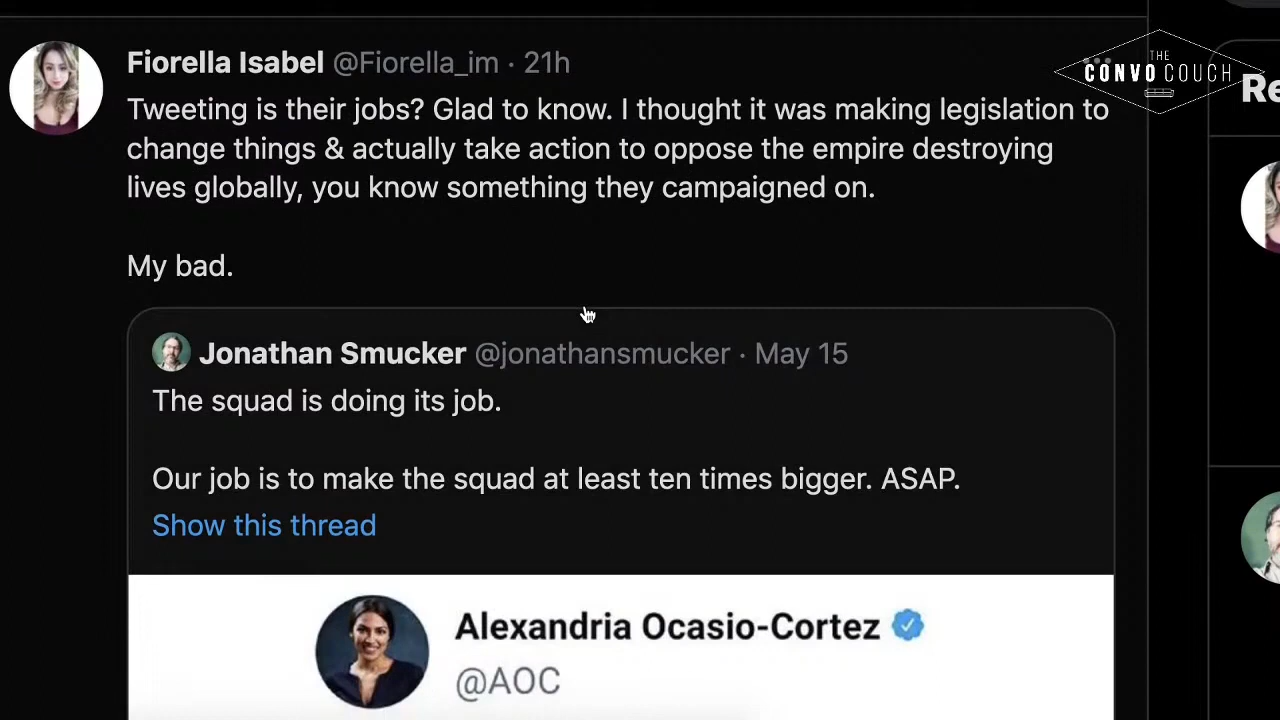 Fiorella Isabel @Fiorella_im · 21h
Tweeting is their jobs? Glad to know. I thought it was making legislation to
change things & actually take action to oppose the empire destroying
lives globally, you know something they campaigned on.
My bad.
Jonathan Smucker @jonathansmucker · May 15
The squad is doing its job.
Our job is to make the squad at least ten times bigger. ASAP.
Show this thread
Alexandria Ocasio-Cortez
@AOC
THE
CONVO COUCH
Re